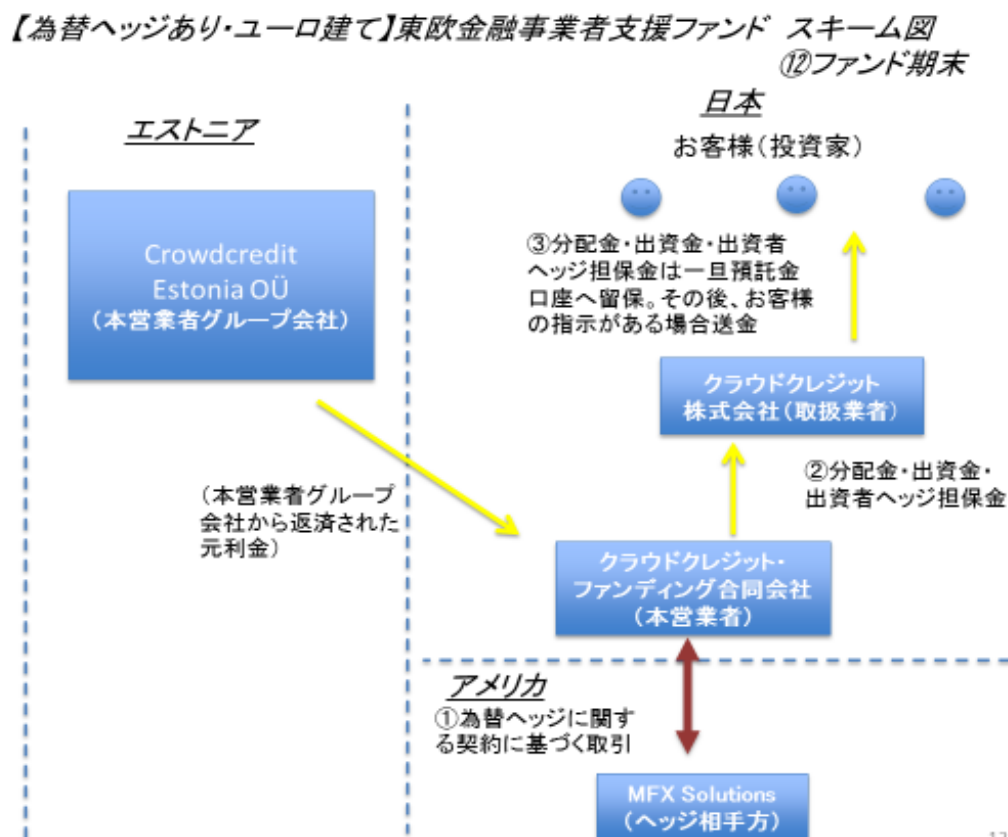 【為替ヘッジあり・ユーロ建て】東欧金融事業者支援ファンド スキーム図
⑫ファンド期末
エストニア
Crowdcredit
Estonia OÜ
(本営業者グループ会社)
(本営業者グループ
会社から返済された
元利金)
日本
お客様(投資家)
③分配金・出資金・出資者
ヘッジ担保金は一旦預託金
口座へ留保。その後、お客様
の指示がある場合送金
クラウドクレジット
株式会社(取扱業者)
②分配金・出資金・
出資者ヘッジ担保金
クラウドクレジット・
ファンディング合同会社
(本営業者)
アメリカ
①為替ヘッジに関す
る契約に基づく取引
MFX Solutions
(ヘッジ相手方)